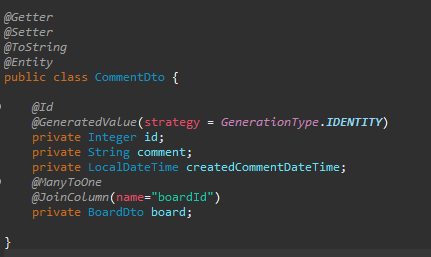 @Getter
@Setter
@ToString
@Entity
public class CommentDto {
@Id
@GeneratedValue(strategy = GenerationType.IDENTITY)
private Integer id;
private String comment;
private LocalDateTime createdCommentDateTime;
@ManyToOne
@JoinColumn(name="boardId")
private BoardDto board;
}